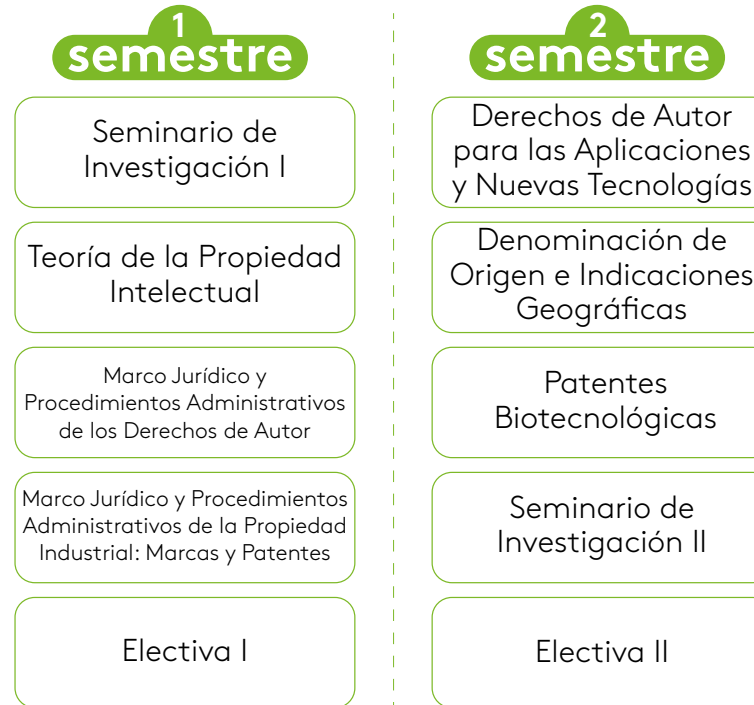 1
semestre
Seminario de
Investigación I
Teoría de la Propiedad
Intelectual
Marco Jurídico y
Procedimientos Administrativos
de los Derechos de Autor
Marco Jurídico y Procedimientos
Administrativos de la Propiedad
Industrial: Marcas y Patentes
Electiva I
2
semestre
Derechos de Autor
para las Aplicaciones
y Nuevas Tecnologías
Denominación de
Origen e Indicaciones
Geográficas
Patentes
Biotecnológicas
Seminario de
Investigación II
Electiva II